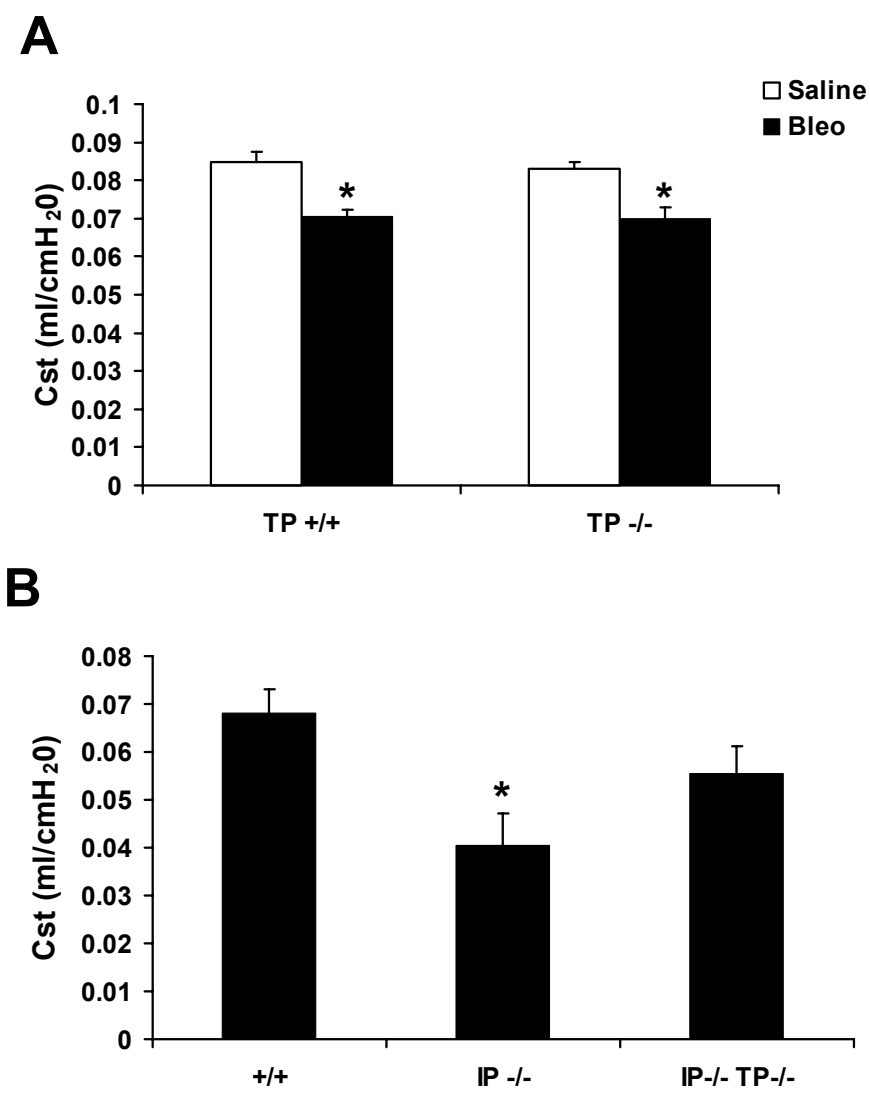 A
Saline
Bleo
0.1
0.09
0.08
0.07
0.06
0.05
0.04
0.03
0.02
0.01
0
Cst (ml/cmH20)
*
*
TP +/+
TP -/-
B
0.08
0.07
0.06
0.05
0.04
0.03
0.02
0.01
0
Cst (ml/cmH20)
*
+/+
IP -/-
IP-/- TP-/-